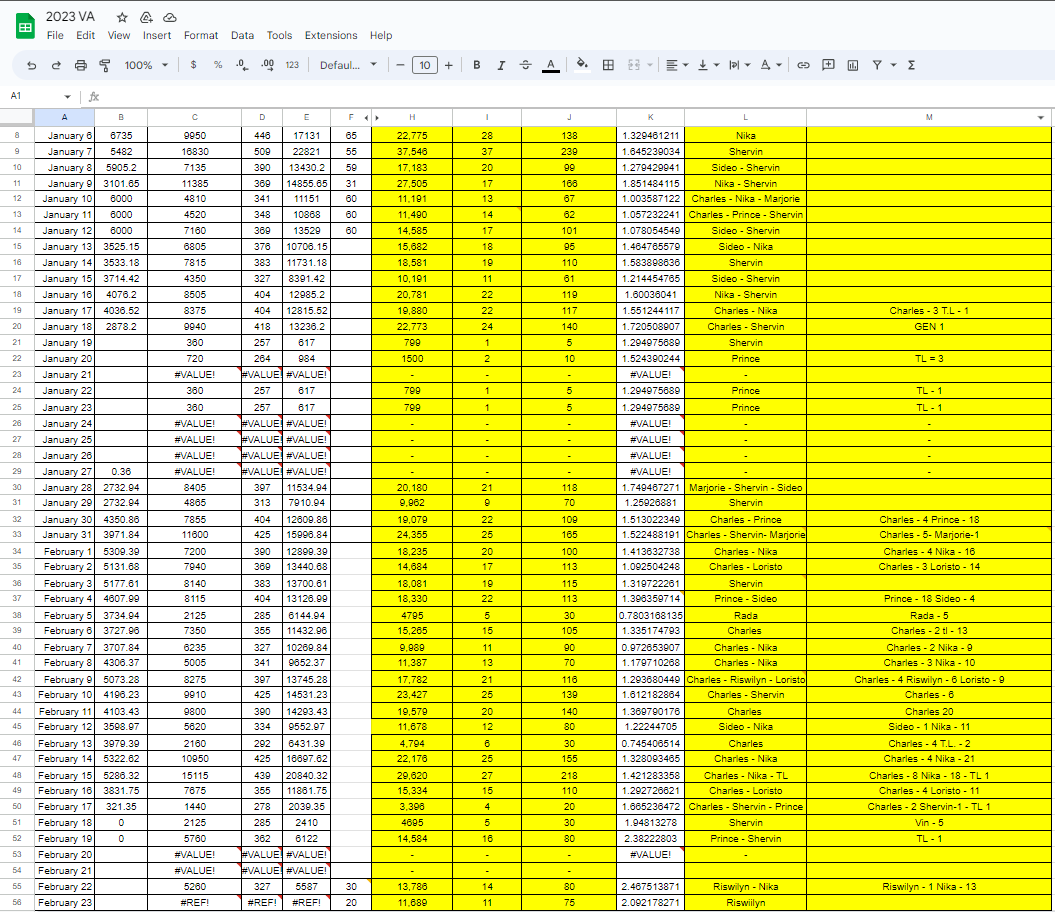 2023 VA
File Edit View Insert Format Data Tools Extensions Help
100% $ % .0 .00 123 Defaul... − 10 + B I A Σ
A1 fx
A B C D E F H I J K L M
8 January 6 6735 9950 446 17131 65 22,775 28 138 1.329461211 Nika
9 January 7 5482 16830 509 22821 55 37,546 37 239 1.645239034 Shervin
10 January 8 5905.2 7135 390 13430.2 59 17,183 20 99 1.279429941 Sideo - Shervin
11 January 9 3101.65 11385 369 14855.65 31 27,505 17 166 1.851484115 Nika - Shervin
12 January 10 6000 4810 341 11151 60 11,191 13 67 1.003587122 Charles - Nika - Marjorie
13 January 11 6000 4520 348 10868 60 11,490 14 62 1.057232241 Charles - Prince - Shervin
14 January 12 6000 7160 369 13529 60 14,585 17 101 1.078054549 Sideo - Shervin
15 January 13 3525.15 6805 376 10706.15 15,682 18 95 1.464765579 Sideo - Nika
16 January 14 3533.18 7815 383 11731.18 18,581 19 110 1.583898636 Shervin
17 January 15 3714.42 4350 327 8391.42 10,191 11 61 1.214454765 Sideo - Shervin
18 January 16 4076.2 8505 404 12985.2 20,781 22 119 1.60036041 Nika - Shervin
19 January 17 4036.52 8375 404 12815.52 19,880 22 117 1.551244117 Charles - Nika Charles - 3 T.L - 1
20 January 18 2878.2 9940 418 13236.2 22,773 24 140 1.720508907 Charles - Shervin GEN 1
21 January 19 360 257 617 799 1 5 1.294975689 Shervin
22 January 20 720 264 984 1500 2 10 1.524390244 Prince TL = 3
23 January 21 #VALUE! #VALUE! #VALUE! - - - #VALUE! -
24 January 22 360 257 617 799 1 5 1.294975689 Prince TL - 1
25 January 23 360 257 617 799 1 5 1.294975689 Prince TL - 1
26 January 24 #VALUE! #VALUE! #VALUE! - - - #VALUE! - -
27 January 25 #VALUE! #VALUE! #VALUE! - - - #VALUE! - -
28 January 26 #VALUE! #VALUE! #VALUE! - - - #VALUE! - -
29 January 27 0.36 #VALUE! #VALUE! #VALUE! - - - #VALUE! - -
30 January 28 2732.94 8405 397 11534.94 20,180 21 118 1.749467271 Marjorie - Shervin - Sideo
31 January 29 2732.94 4865 313 7910.94 9,962 9 70 1.25926881 Shervin
32 January 30 4350.86 7855 404 12609.86 19,079 22 109 1.513022349 Charles - Prince Charles - 4 Prince - 18
33 January 31 3971.84 11600 425 15996.84 24,355 25 165 1.522488191 Charles - Shervin- Marjorie Charles - 5- Marjorie-1
34 February 1 5309.39 7200 390 12899.39 18,235 20 100 1.413632738 Charles - Nika Charles - 4 Nika - 16
35 February 2 5131.68 7940 369 13440.68 14,684 17 113 1.092504248 Charles - Loristo Charles - 3 Loristo - 14
36 February 3 5177.61 8140 383 13700.61 18,081 19 115 1.319722261 Shervin
37 February 4 4607.99 8115 404 13126.99 18,330 22 113 1.396359714 Prince - Sideo Prince - 18 Sideo - 4
38 February 5 3734.94 2125 285 6144.94 4795 5 30 0.7803168135 Rada Rada - 5
39 February 6 3727.96 7350 355 11432.96 15,265 15 105 1.335174793 Charles Charles - 2 tl - 13
40 February 7 3707.84 6235 327 10269.84 9,989 11 90 0.972653907 Charles - Nika Charles - 2 Nika - 9
41 February 8 4306.37 5005 341 9652.37 11,387 13 70 1.179710268 Charles - Nika Charles - 3 Nika - 10
42 February 9 5073.28 8275 397 13745.28 17,782 21 116 1.293680449 Charles - Riswilyn - Loristo Charles - 4 Riswilyn - 6 Loristo - 9
43 February 10 4196.23 9910 425 14531.23 23,427 25 139 1.612182864 Charles - Shervin Charles - 6
44 February 11 4103.43 9800 390 14293.43 19,579 20 140 1.369790176 Charles Charles 20
45 February 12 3598.97 5620 334 9552.97 11,678 12 80 1.22244705 Sideo - Nika Sideo - 1 Nika - 11
46 February 13 3979.39 2160 292 6431.39 4,794 6 30 0.745406514 Charles Charles - 4 T.L. - 2
47 February 14 5322.62 10950 425 16697.62 22,176 25 155 1.328093465 Charles - Nika Charles - 4 Nika - 21
48 February 15 5286.32 15115 439 20840.32 29,620 27 218 1.421283358 Charles - Nika - TL Charles - 8 Nika - 18 - TL 1
49 February 16 3831.75 7675 355 11861.75 15,334 15 110 1.292726621 Charles - Loristo Charles - 4 Loristo - 11
50 February 17 321.35 1440 278 2039.35 3,396 4 20 1.665236472 Charles - Shervin - Prince Charles - 2 Shervin-1 - TL 1
51 February 18 0 2125 285 2410 4695 5 30 1.94813278 Shervin Vin - 5
52 February 19 0 5760 362 6122 14,584 16 80 2.38222803 Prince - Shervin TL - 1
53 February 20 #VALUE! #VALUE! #VALUE! - - - #VALUE! -
54 February 21 #VALUE! #VALUE! #VALUE! - - -
55 February 22 5260 327 5587 30 13,786 14 80 2.467513871 Riswilyn - Nika Riswilyn - 1 Nika - 13
56 February 23 #REF! #REF! #REF! 20 11,689 11 75 2.092178271 Riswiilyn